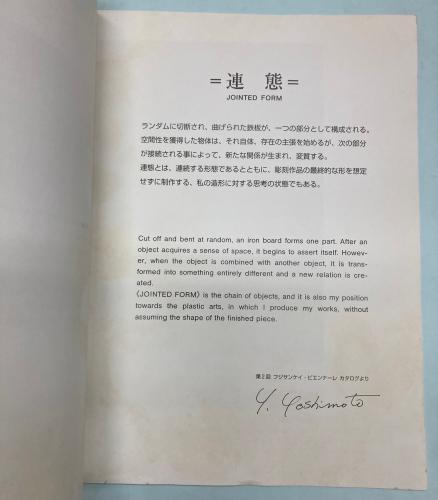 =連 態=
JOINTED FORM
ランダムに切断され、曲げられた鉄板が、一つの部分として構成される。
空間性を獲得した物体は、それ自体、存在の主張を始めるが、次の部分
が接続される事によって、新たな関係が生まれ、変質する。
連態とは、連続する形態であるとともに、彫刻作品の最終的な形を想定
せずに制作する、私の造形に対する思考の状態でもある。
Cut off and bent at random, an iron board forms one part. After an
object acquires a sense of space, it begins to assert itself. Howev-
er, when the object is combined with another object, it is trans-
formed into something entirely different and a new relation is cre-
ated.
《JOINTED FORM》 is the chain of objects, and it is also my position
towards the plastic arts, in which I produce my works, without
assuming the shape of the finished piece.
第2回 フジサンケイ・ビエンナーレ カタログより
Y. Yoshimoto